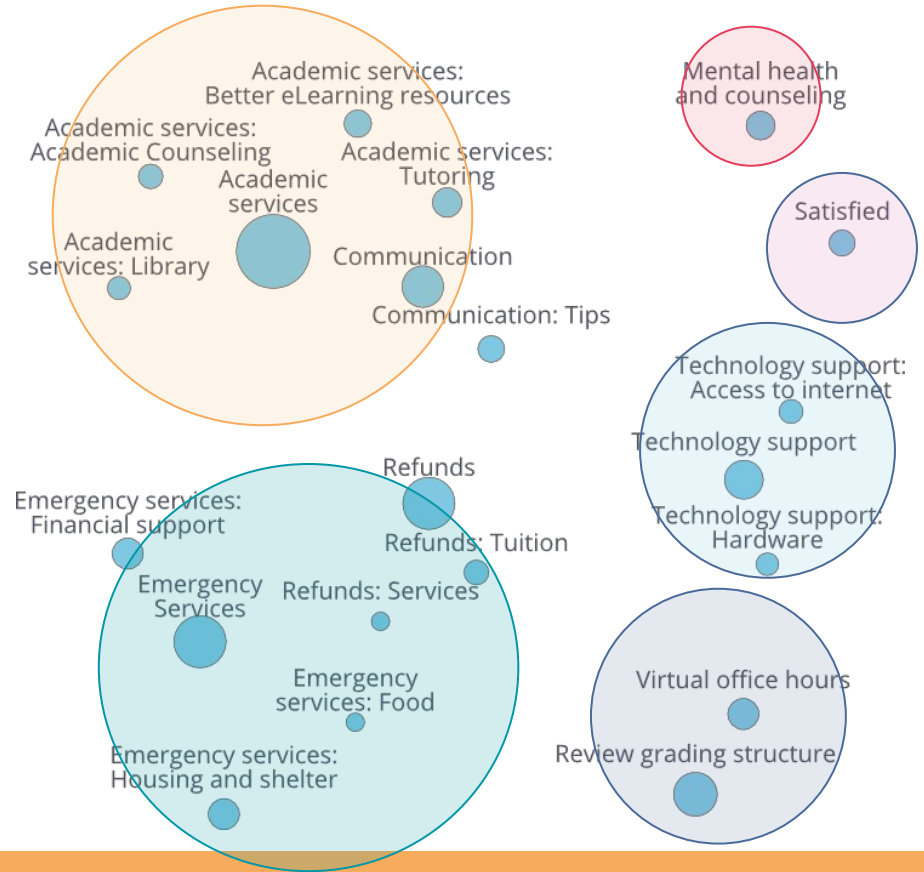 Academic services:
Better eLearning resources
Academic services:
Academic Counseling
Academic services:
Tutoring
Academic
services
Academic
services: Library
Communication
Communication: Tips
Mental health
and counseling
Satisfied
Technology support:
Access to internet
Technology support
Technology support:
Hardware
Refunds
Emergency services:
Financial support
Refunds: Tuition
Emergency
Services
Refunds: Services
Emergency
services: Food
Emergency services:
Housing and shelter
Virtual office hours
Review grading structure